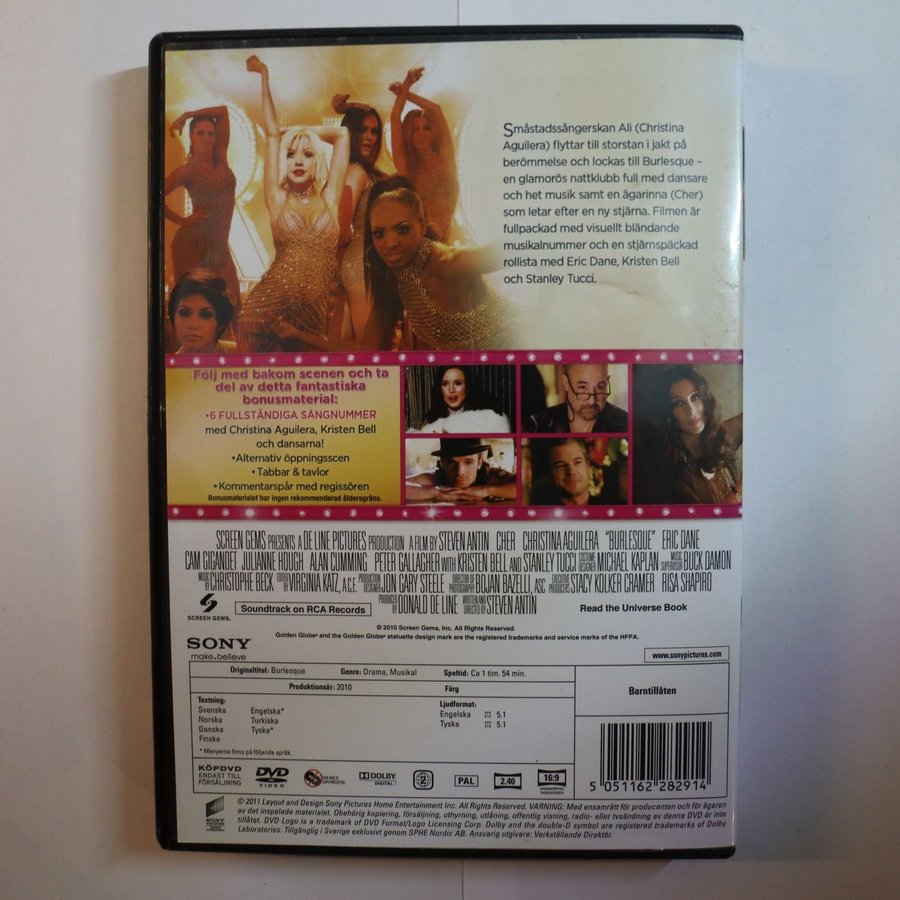 Småstadssångerskan Ali (Christina
Aguilera) flyttar till storstan i jakt på
berömmelse och lockas till Burlesque –
en glamorös nattklubb full med dansare
och het musik samt en ägarinna (Cher)
som letar efter en ny stjärna. Filmen är
fullpackad med visuellt bländande
musikalnummer och en stjärnspäckad
rollista med Eric Dane, Kristen Bell
och Stanley Tucci.
Följ med bakom scenen och ta
del av detta fantastiska
bonusmaterial:
•6 FULLSTÄNDIGA SÅNGNUMMER
med Christina Aguilera, Kristen Bell
och dansarna!
•Alternativ öppningsscen
•Tabbar & tavlor
•Kommentarspår med regissören
Bonusmaterialet har ingen rekommenderad åldersgräns.
SCREEN GEMS PRESENTS A DE LINE PICTURES PRODUCTION A FILM BY STEVEN ANTIN CHER CHRISTINA AGUILERA "BURLESQUE" ERIC DANE
CAM GIGANDET JULIANNE HOUGH ALAN CUMMING PETER GALLAGHER WITH KRISTEN BELL AND STANLEY TUCCI COSTUME DESIGNER MICHAEL KAPLAN MUSIC SUPERVISOR BUCK DAMON
MUSIC BY CHRISTOPHE BECK EDITED BY VIRGINIA KATZ, A.C.E. PRODUCTION DESIGNER JON GARY STEELE DIRECTOR OF PHOTOGRAPHY BOJAN BAZELLI, ASC EXECUTIVE PRODUCERS STACY KOLKER CRAMER RISA SHAPIRO
PRODUCED BY DONALD DE LINE WRITTEN AND DIRECTED BY STEVEN ANTIN
SCREEN GEMS.
Soundtrack on RCA Records
Read the Universe Book
© 2010 Screen Gems, Inc. All Rights Reserved.
Golden Globe® and the Golden Globe® statuette design mark are the registered trademarks and service marks of the HFPA.
SONY
make.believe
www.sonypictures.com
Originaltitel: Burlesque Genre: Drama, Musikal Speltid: Ca 1 tim. 54 min.
Produktionsår: 2010 Färg
Barntillåten
Textning:
Svenska Engelska*
Norska Turkiska
Danska Tyska*
Finska
* Menyerna finns på följande språk.
Ljudformat:
Engelska 5.1
Tyska 5.1
KÖPDVD
ENDAST TILL
FÖRSÄLJNING
DVD
VIDEO
THIS DISC IS
COPY PROTECTED
DOLBY
DIGITAL
2
PAL
2.40
16:9
ANAMORPHIC
WIDESCREEN
5 051162 282914
SONY
PICTURES
© 2011 Layout and Design Sony Pictures Home Entertainment Inc. All Rights Reserved. VARNING: Med ensamrätt för producenten och för ägaren
av det inspelade materialet. Obehörig kopiering, försäljning, uthyrning, utlåning, offentlig visning, radio- eller tv-sändning av denna DVD är inte
tillåtet. DVD Logo is a trademark of DVD Format/Logo Licensing Corp. Dolby and the double-D symbol are registered trademarks of Dolby
Laboratories. Tillgänglig i Sverige exklusivt genom SPHE Nordic AB. Ansvarig utgivare: Verkställande Direktör.